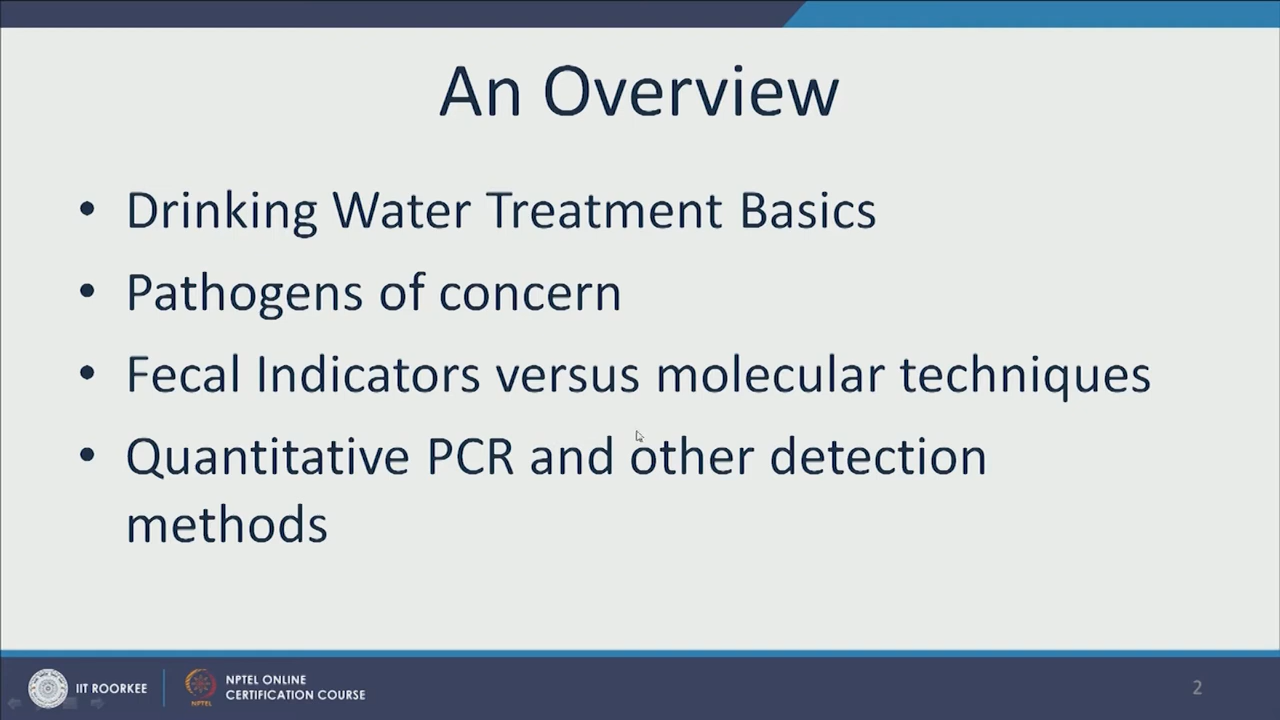 An Overview
• Drinking Water Treatment Basics
• Pathogens of concern
• Fecal Indicators versus molecular techniques
• Quantitative PCR and other detection
methods
IIT ROORKEE
NPTEL
NPTEL ONLINE
CERTIFICATION COURSE
2